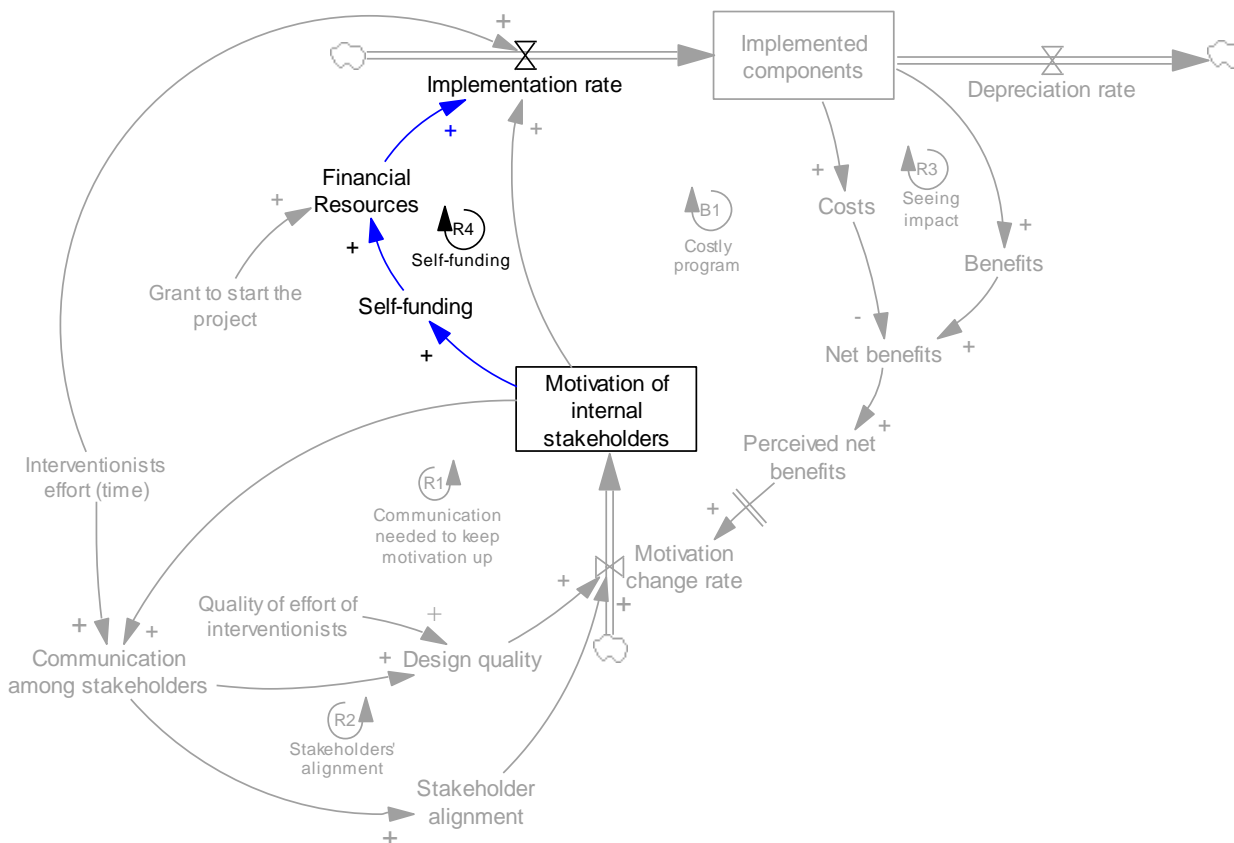 +
Implemented
components
Implementation rate
Depreciation rate
+
+
+
Financial
Resources
+
R4
Self-funding
B1
Costly
program
+
Costs
R3
Seeing
impact
+
Benefits
+
Grant to start the
project
Self-funding
+
-
Net benefits
+
Motivation of
internal
stakeholders
+
Perceived net
benefits
Interventionists
effort (time)
R1
Communication
needed to keep
motivation up
+
Motivation
change rate
+
+
Quality of effort of
interventionists
+
+
+
+
Design quality
Communication
among stakeholders
R2
Stakeholders'
alignment
Stakeholder
alignment
+